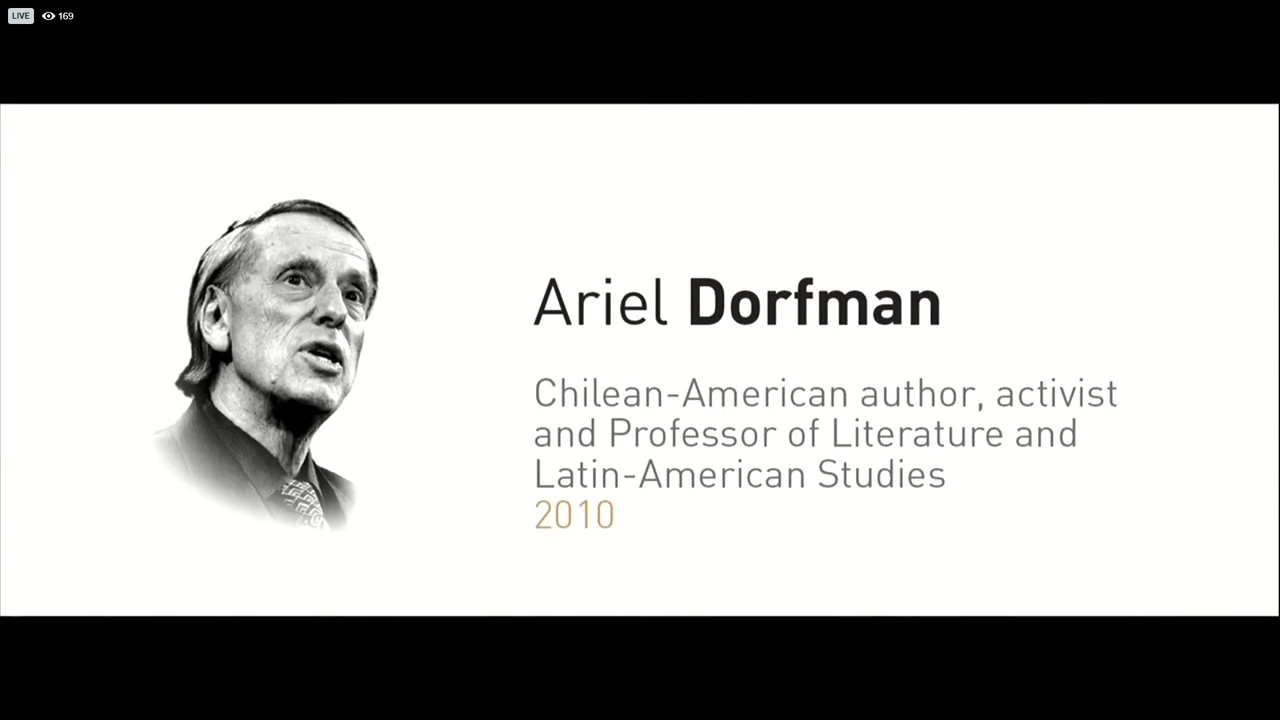 LIVE 169
Ariel Dorfman
Chilean-American author, activist
and Professor of Literature and
Latin-American Studies
2010